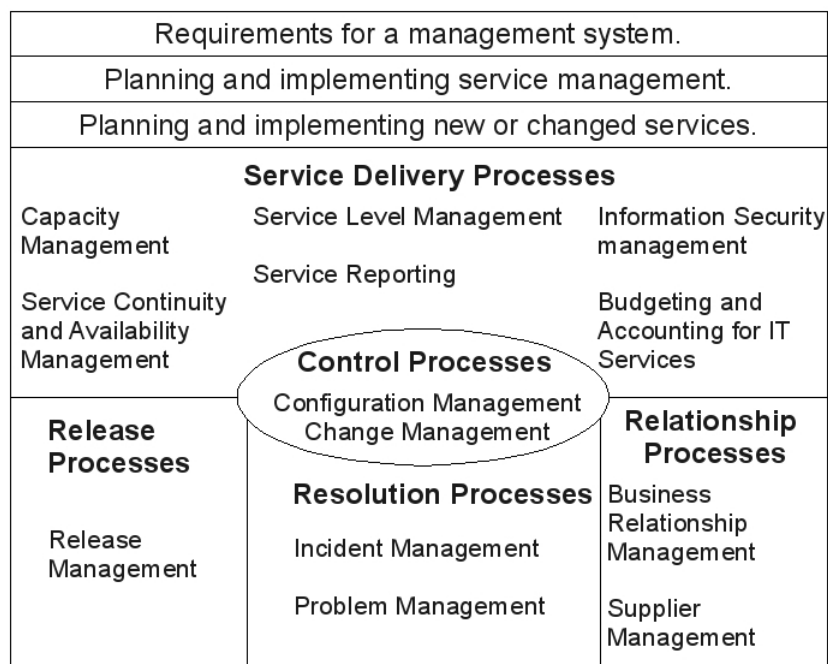 Requirements for a management system.
Planning and implementing service management.
Planning and implementing new or changed services.
Service Delivery Processes
Capacity
Management
Service Continuity
and Availability
Management
Service Level Management
Service Reporting
Information Security
management
Budgeting and
Accounting for IT
Services
Control Processes
Configuration Management
Change Management
Release
Processes
Release
Management
Resolution Processes
Incident Management
Problem Management
Relationship
Processes
Business
Relationship
Management
Supplier
Management